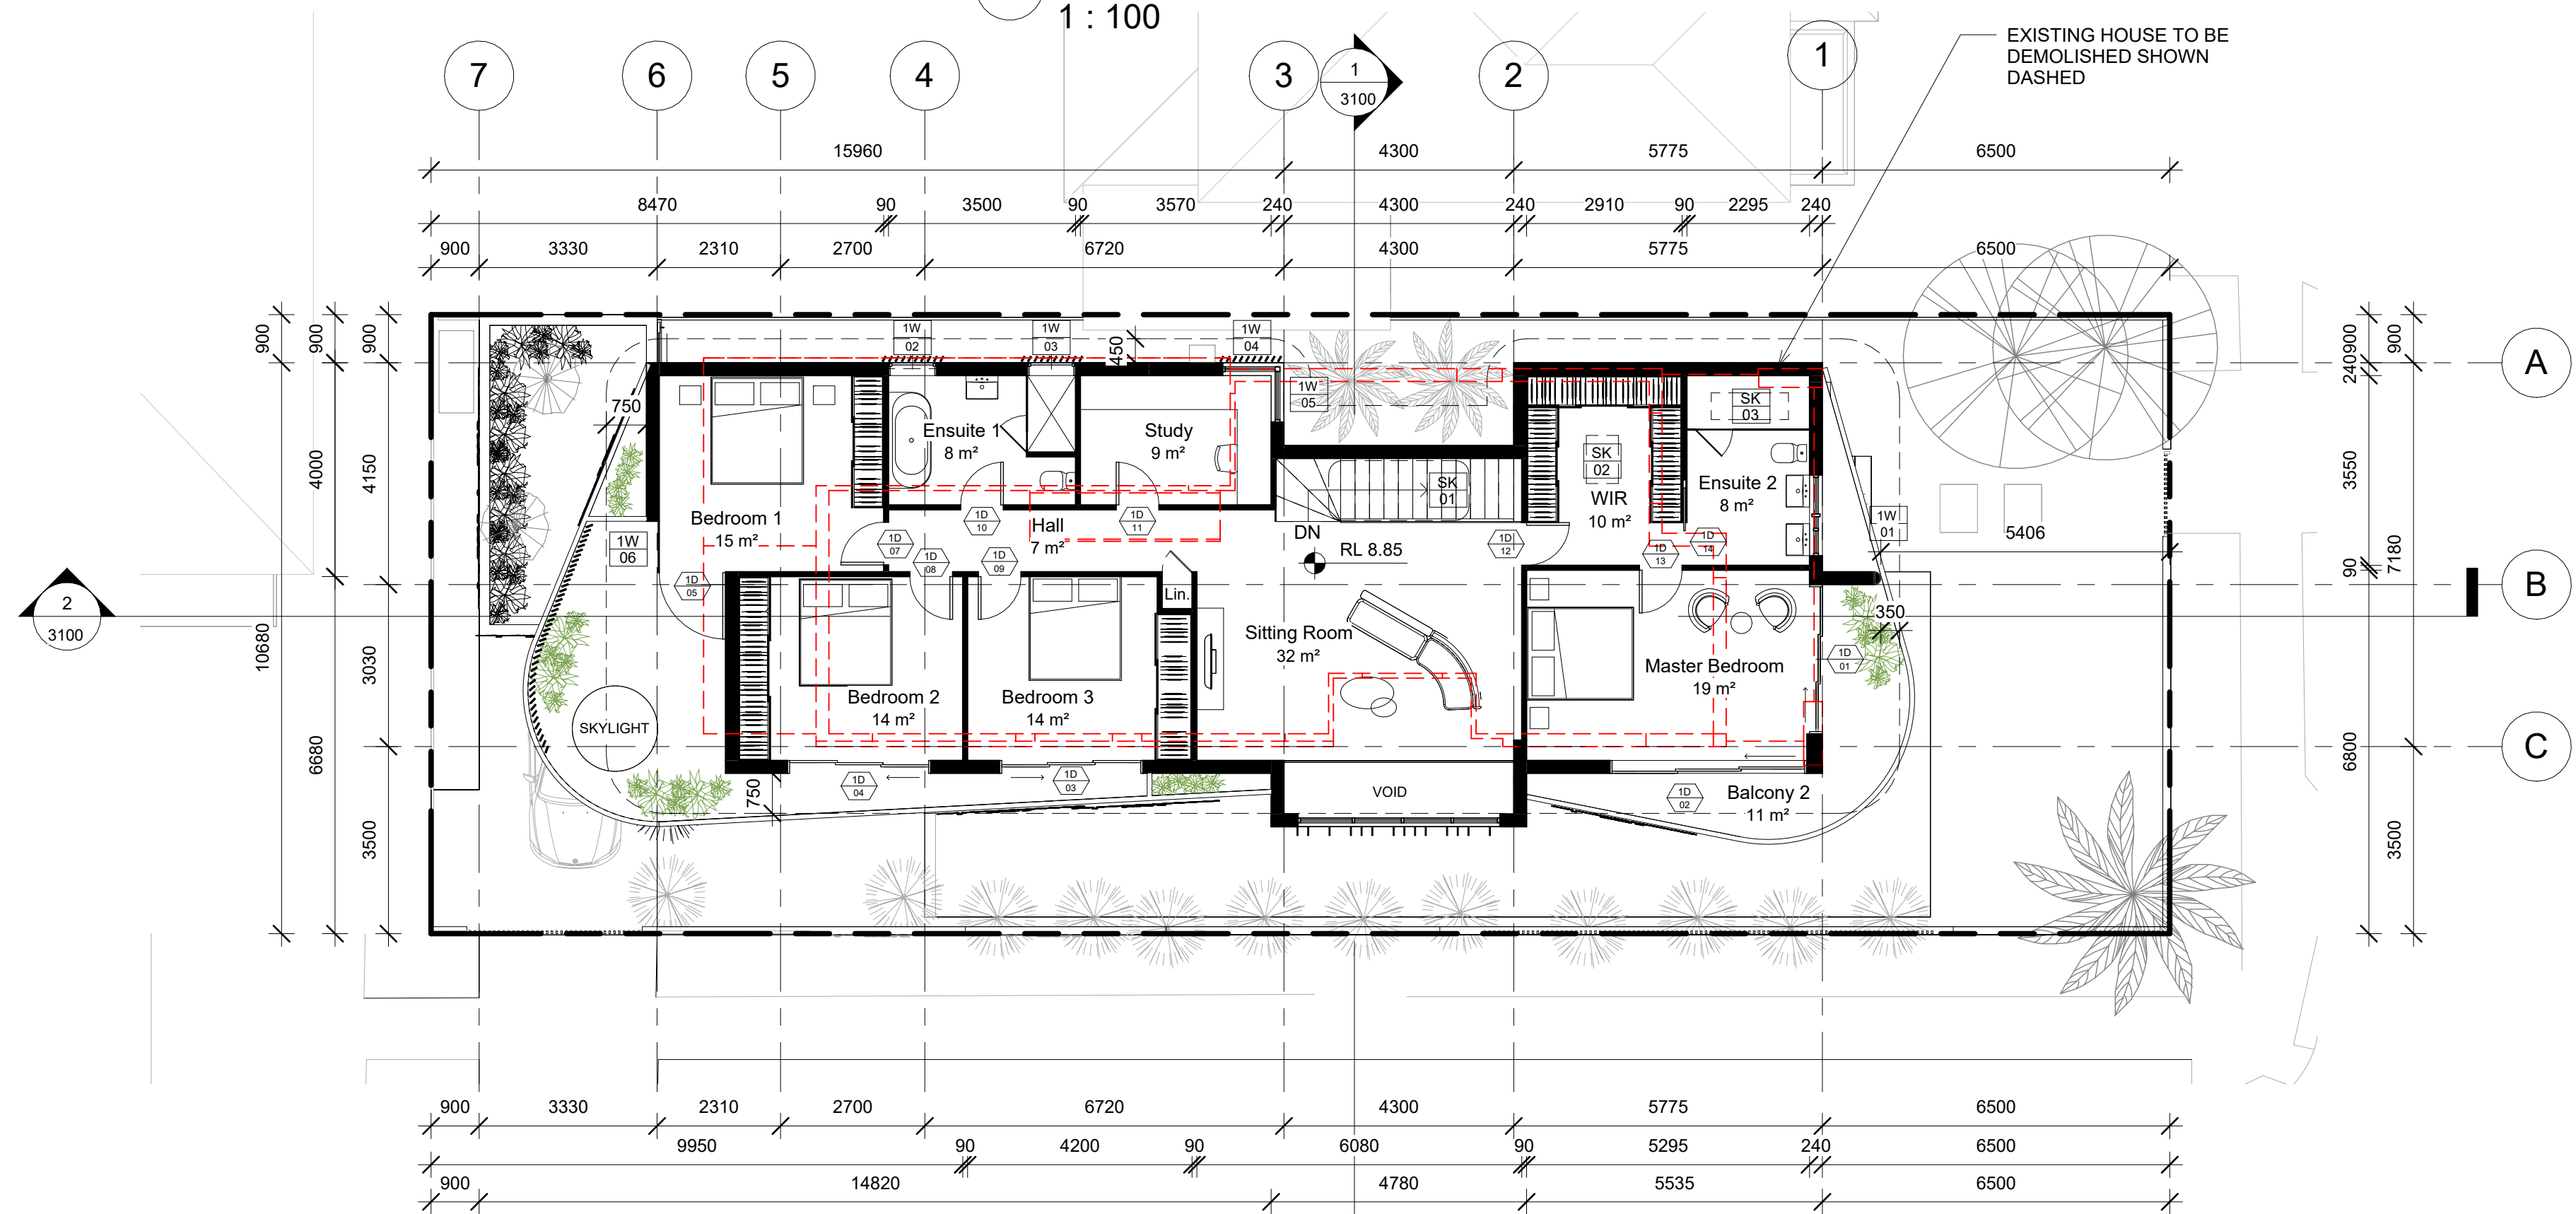 1 : 100
EXISTING HOUSE TO BE
DEMOLISHED SHOWN
DASHED
7
6
5
4
3
1
3100
2
1
15960
4300
5775
6500
8470
90
3500
90
3570
240
4300
240
2910
90
2295
240
900
3330
2310
2700
6720
4300
5775
6500
900
900
900
4000
4150
10680
3030
6680
3500
900
900
240
3550
90
7180
6800
3500
A
B
C
2
3100
1W
02
1W
03
450
1W
04
1W
05
SK
03
750
Ensuite 1
8 m²
Study
9 m²
SK
02
SK
01
WIR
10 m²
Ensuite 2
8 m²
Bedroom 1
15 m²
1D
10
Hall
7 m²
1D
11
DN
RL 8.85
1D
12
1D
13
1D
14
1W
01
5406
1W
06
1D
07
1D
08
1D
09
1D
05
Lin.
350
Sitting Room
32 m²
Master Bedroom
19 m²
1D
01
Bedroom 2
14 m²
Bedroom 3
14 m²
SKYLIGHT
750
1D
04
1D
03
VOID
1D
02
Balcony 2
11 m²
900
3330
2310
2700
6720
4300
5775
6500
9950
90
4200
90
6080
90
5295
240
6500
900
14820
4780
5535
6500